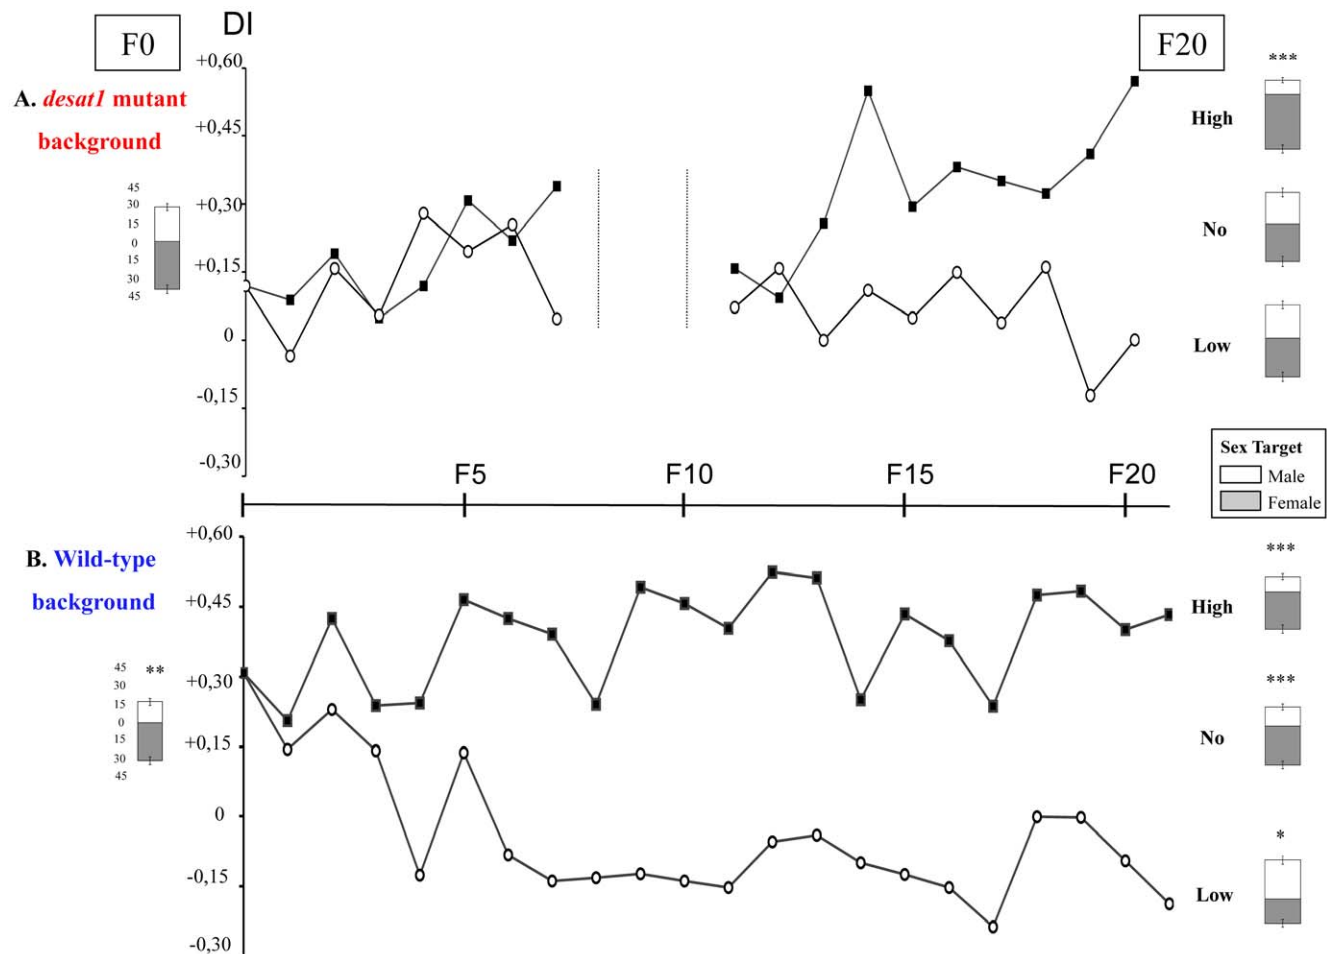 F0
DI
F20
A. desat1 mutant
background
+0,60
+0,45
+0,30
+0,15
0
-0,15
-0,30
45
30
15
0
15
30
45
***
High
No
Low
F5
F10
F15
F20
Sex Target
Male
Female
B. Wild-type
background
+0,60
+0,45
+0,30
+0,15
0
-0,15
-0,30
45
**
30
15
0
15
30
45
***
High
***
No
*
Low